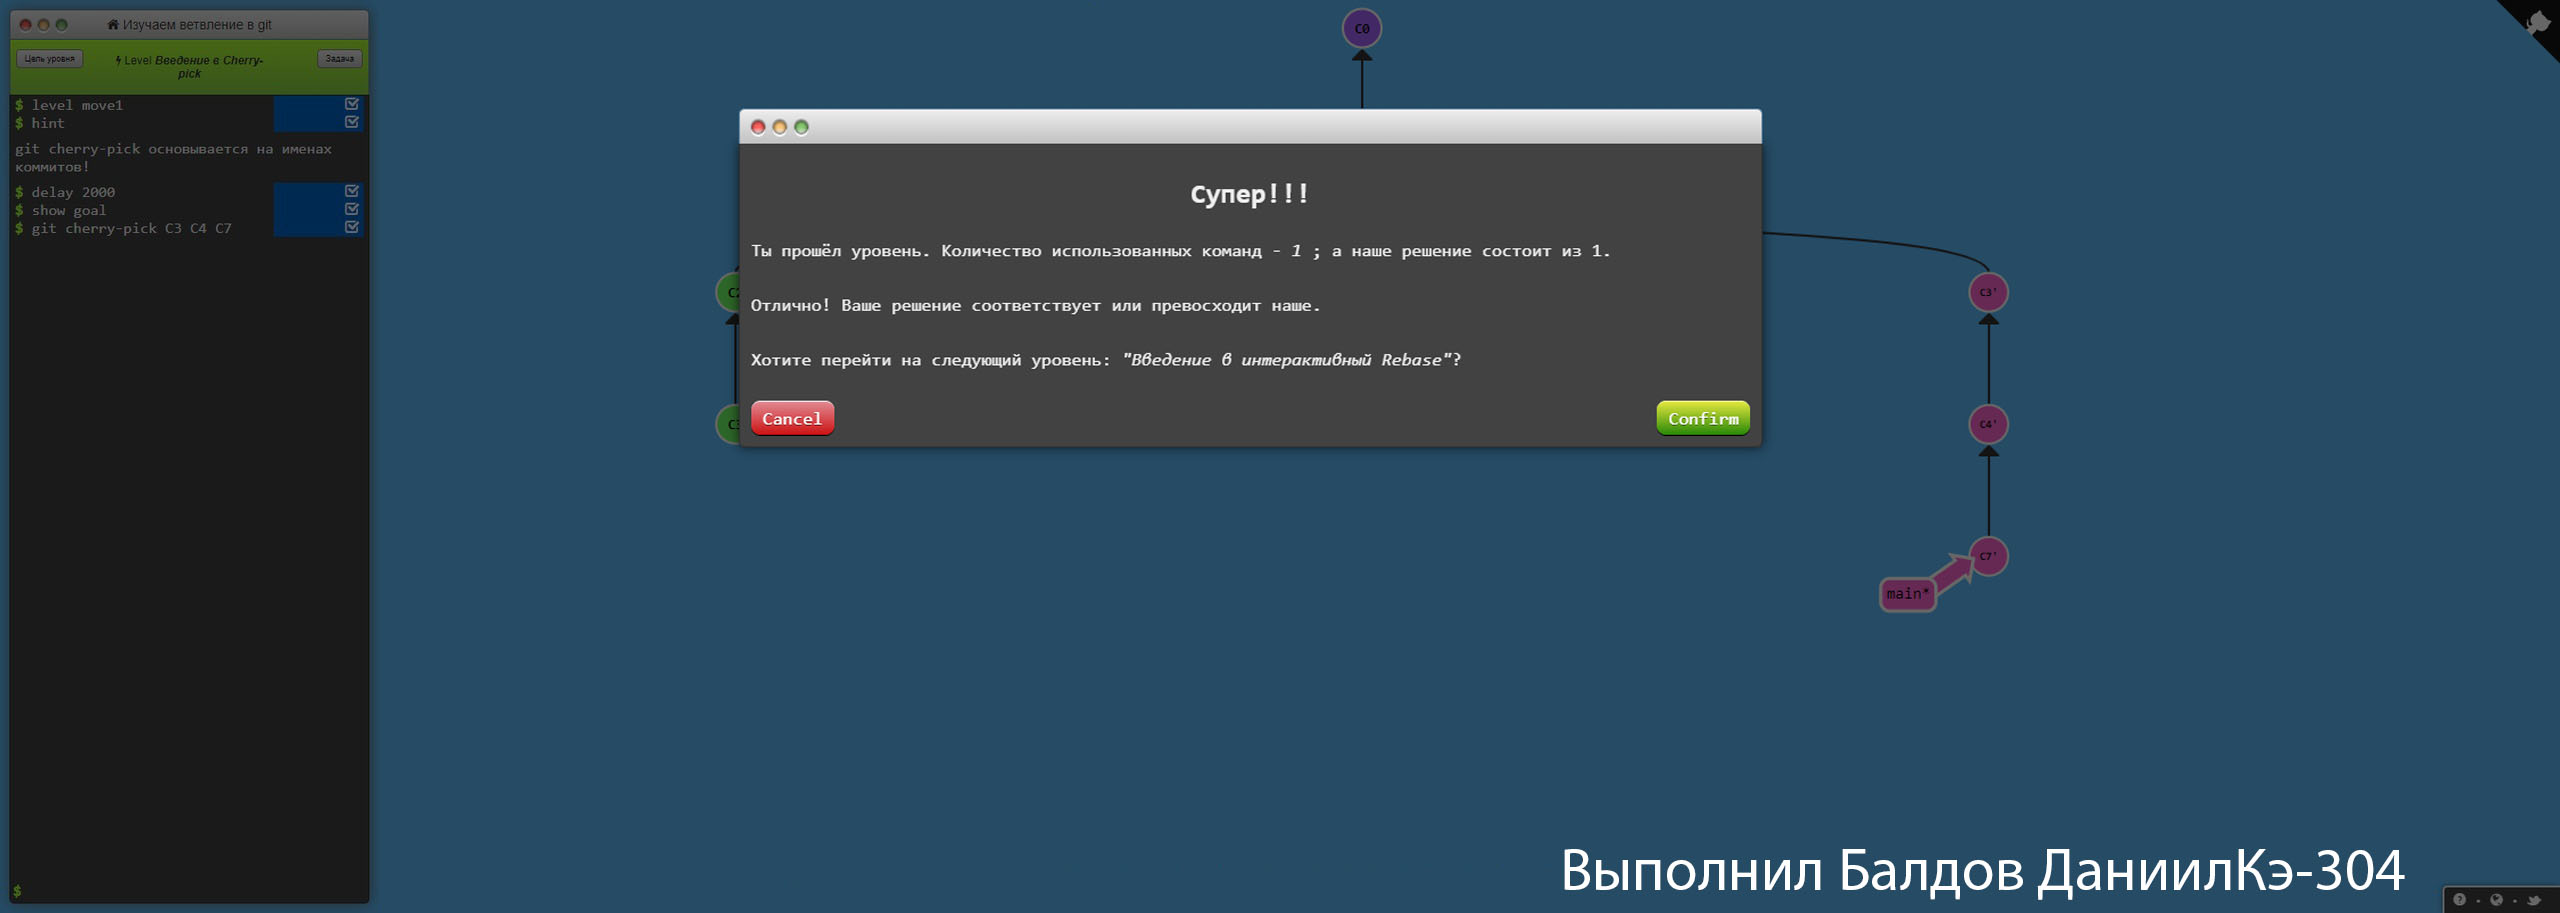 Изучаем ветвление в git
Цель уровня
Level Введение в Cherry-
pick
Задача
$ level move1
$ hint
git cherry-pick основывается на именах
коммитов!
$ delay 2000
$ show goal
$ git cherry-pick C3 C4 C7
$
C0
Супер!!!
Ты прошёл уровень. Количество использованных команд - 1 ; а наше решение состоит из 1.
Отлично! Ваше решение соответствует или превосходит наше.
Хотите перейти на следующий уровень: "Введение в интерактивный Rebase"?
Cancel
Confirm
C3'
C4'
C7'
main*
Выполнил Балдов ДаниилКэ-304